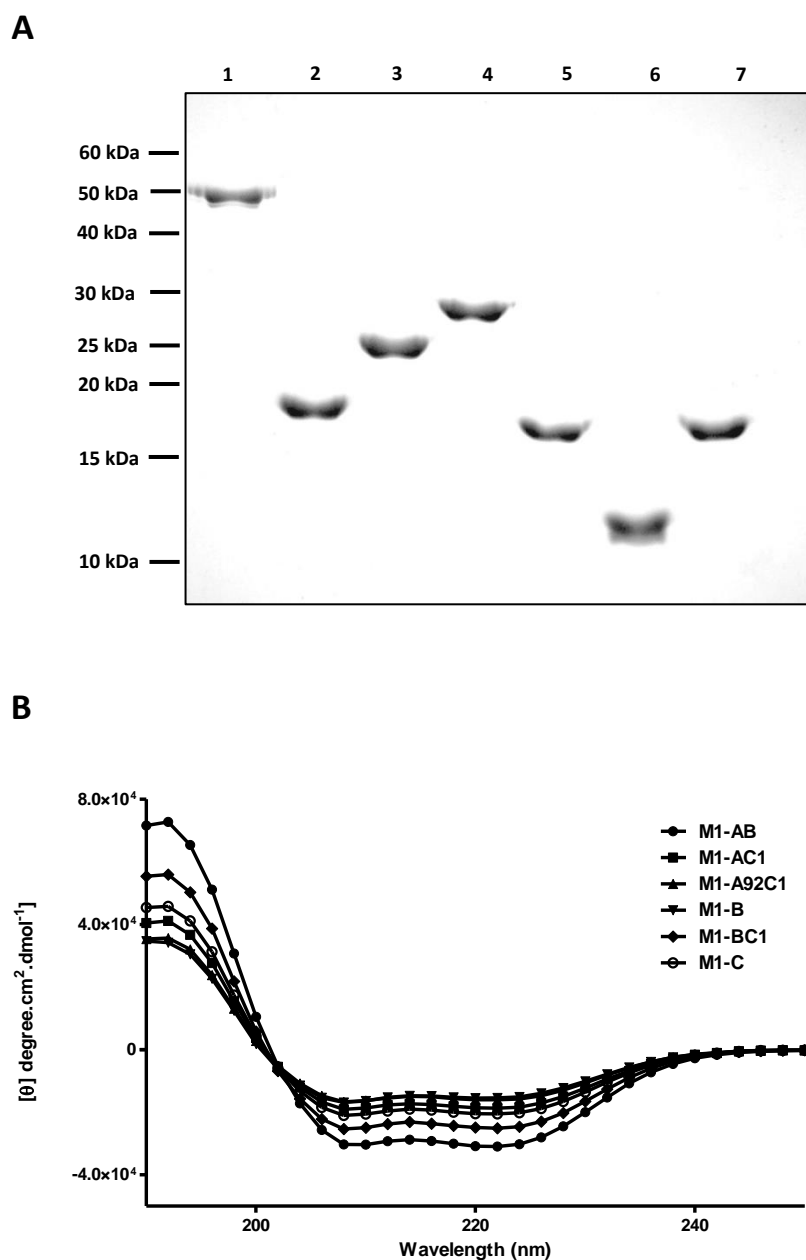 A
1 2 3 4 5 6 7
60 kDa
50 kDa
40 kDa
30 kDa
25 kDa
20 kDa
15 kDa
10 kDa
B
8.0×10⁴
4.0×10⁴
0
-4.0×10⁴
[θ] degree.cm².dmol⁻¹
M1-AB
M1-AC1
M1-A92C1
M1-B
M1-BC1
M1-C
200 220 240
Wavelength (nm)